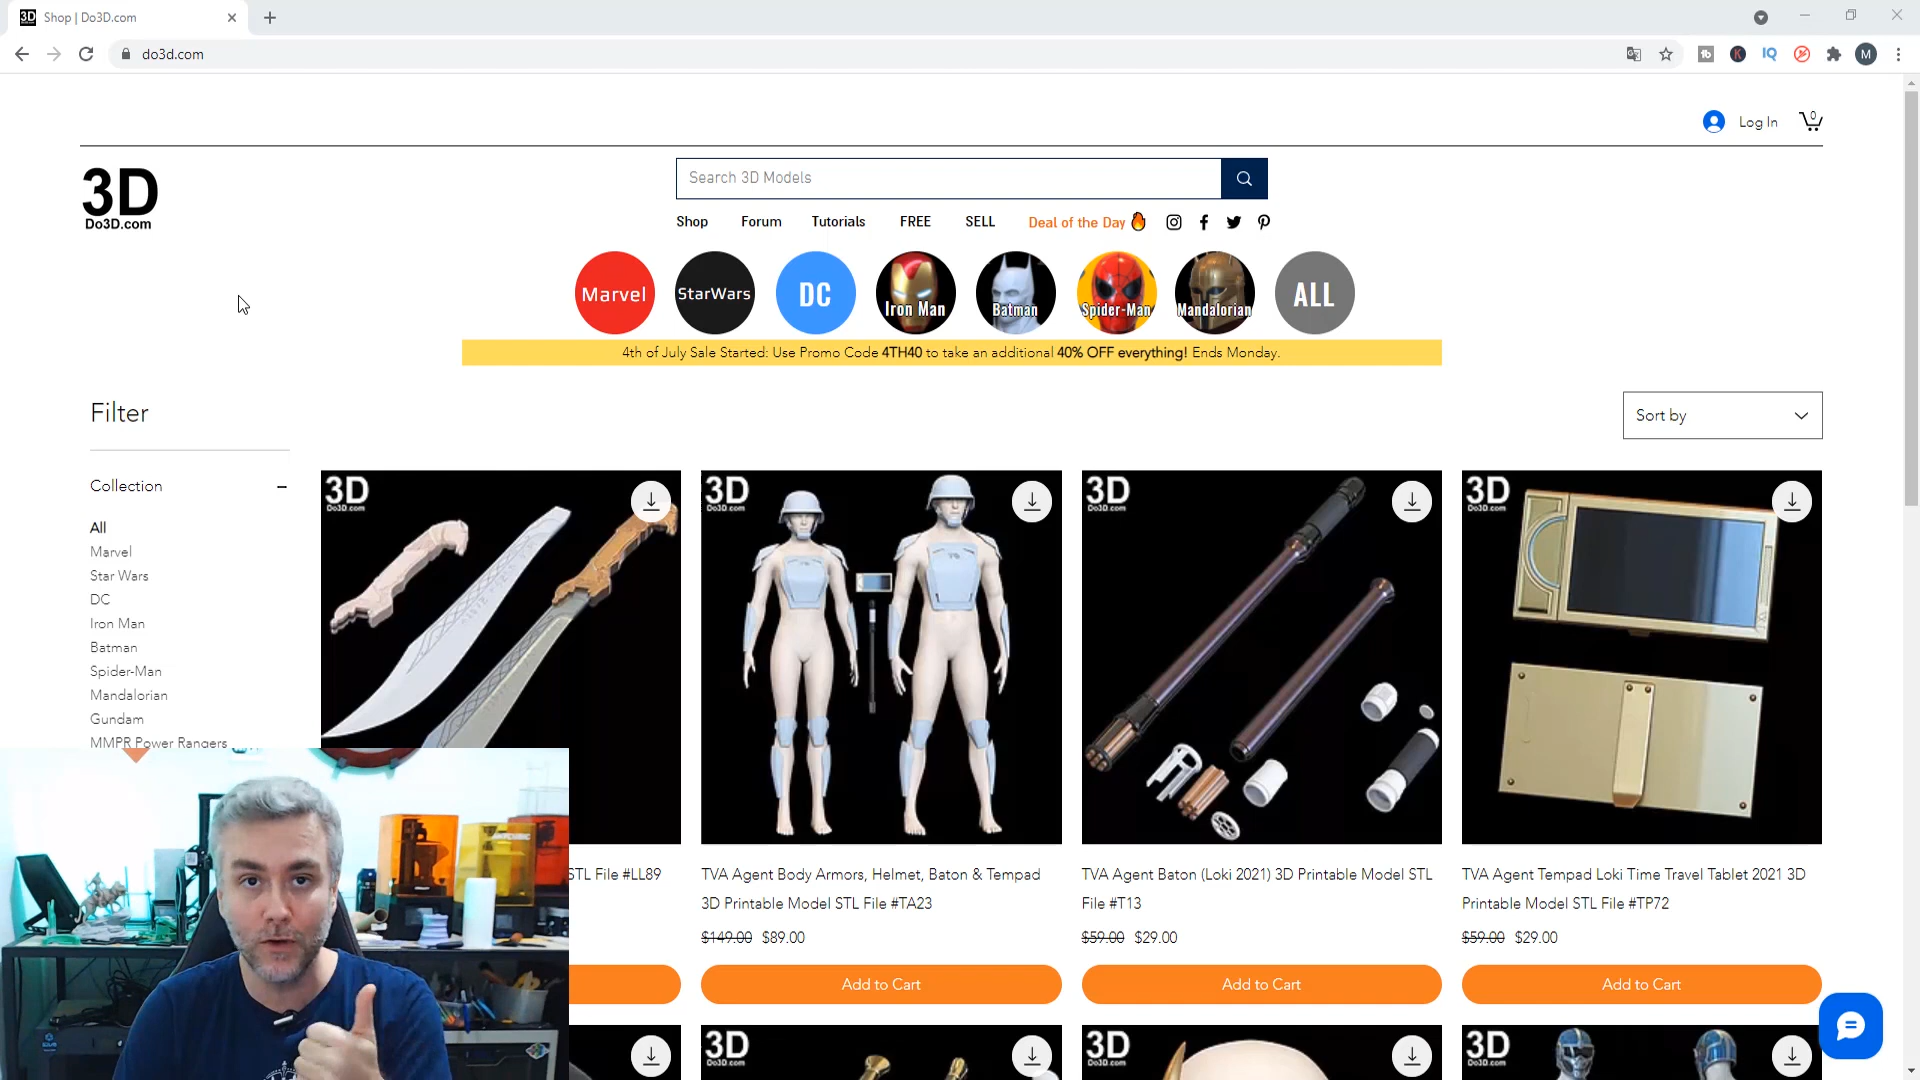 3D Shop | Do3D.com
do3d.com
tb K IQ M
Log In 0
3D
Do3D.com
Search 3D Models
Shop Forum Tutorials FREE SELL Deal of the Day
Marvel StarWars DC Iron Man Batman Spider-Man Mandalorian ALL
4th of July Sale Started: Use Promo Code 4TH40 to take an additional 40% OFF everything! Ends Monday.
Filter
Sort by
Collection
All
Marvel
Star Wars
DC
Iron Man
Batman
Spider-Man
Mandalorian
Gundam
MMPR Power Rangers
3D
Do3D.com
3D
Do3D.com
3D
Do3D.com
3D
Do3D.com
STL File #LL89
TVA Agent Body Armors, Helmet, Baton & Tempad
3D Printable Model STL File #TA23
$149.00 $89.00
Add to Cart
TVA Agent Baton (Loki 2021) 3D Printable Model STL
File #T13
$59.00 $29.00
Add to Cart
TVA Agent Tempad Loki Time Travel Tablet 2021 3D
Printable Model STL File #TP72
$59.00 $29.00
Add to Cart
3D
Do3D.com
3D
Do3D.com
3D
Do3D.com